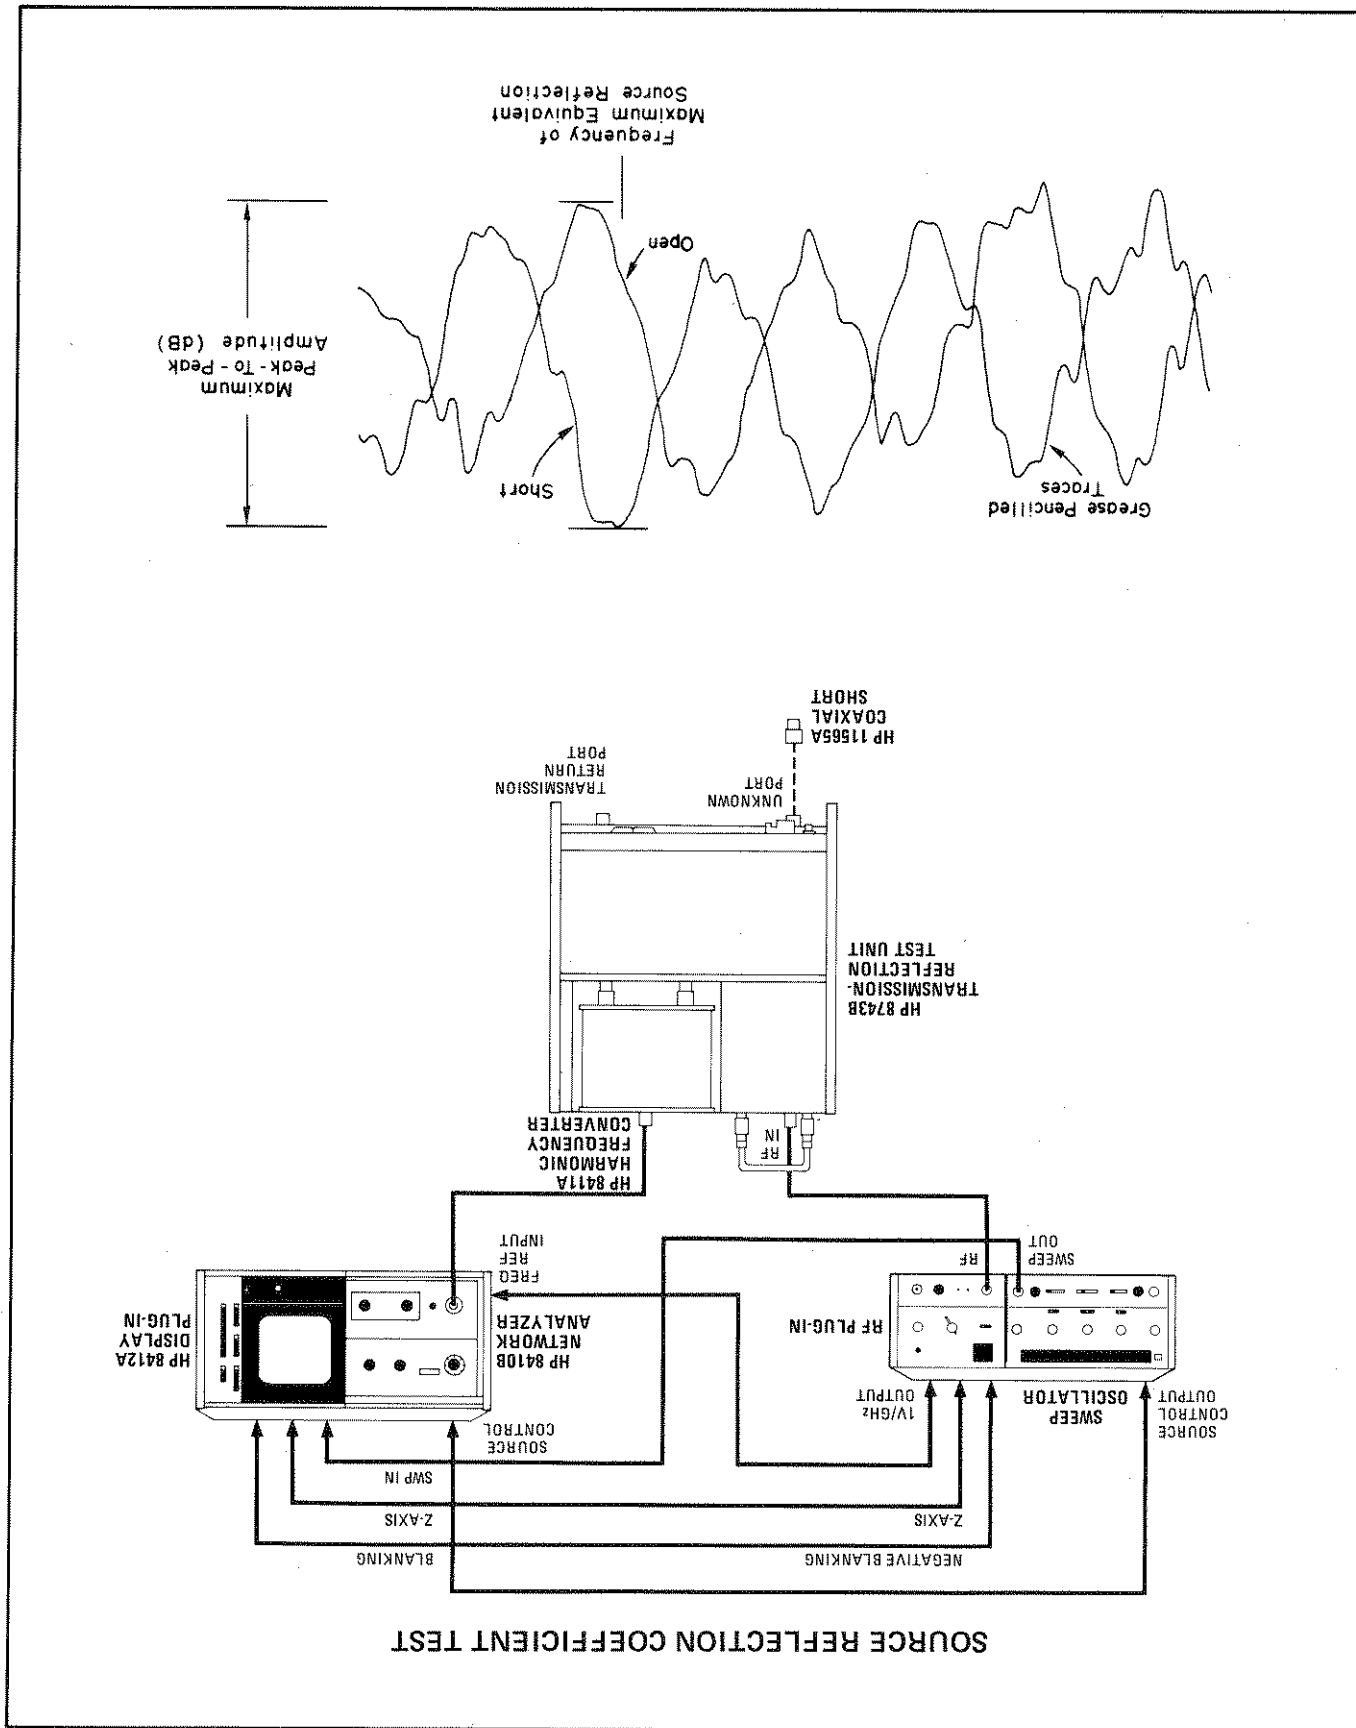 SOURCE REFLECTION COEFFICIENT TEST
NEGATIVE BLANKING
BLANKING
Z-AXIS
Z-AXIS
SWP IN
SOURCE
CONTROL
OUTPUT
SWEEP
OSCILLATOR
1V/GHz
OUTPUT
SOURCE
CONTROL
RF PLUG-IN
HP 8410B
NETWORK
ANALYZER
HP 8412A
DISPLAY
PLUG-IN
SWEEP
OUT
RF
FREQ
REF
INPUT
RF
IN
HP 8411A
HARMONIC
FREQUENCY
CONVERTER
HP 8743B
TRANSMISSION-
REFLECTION
TEST UNIT
UNKNOWN
PORT
TRANSMISSION
RETURN
PORT
HP 11565A
COAXIAL
SHORT
Grease Pencilled
Traces
Short
Maximum
Peak-To-Peak
Amplitude (dB)
Open
Frequency of
Maximum Equivalent
Source Reflection